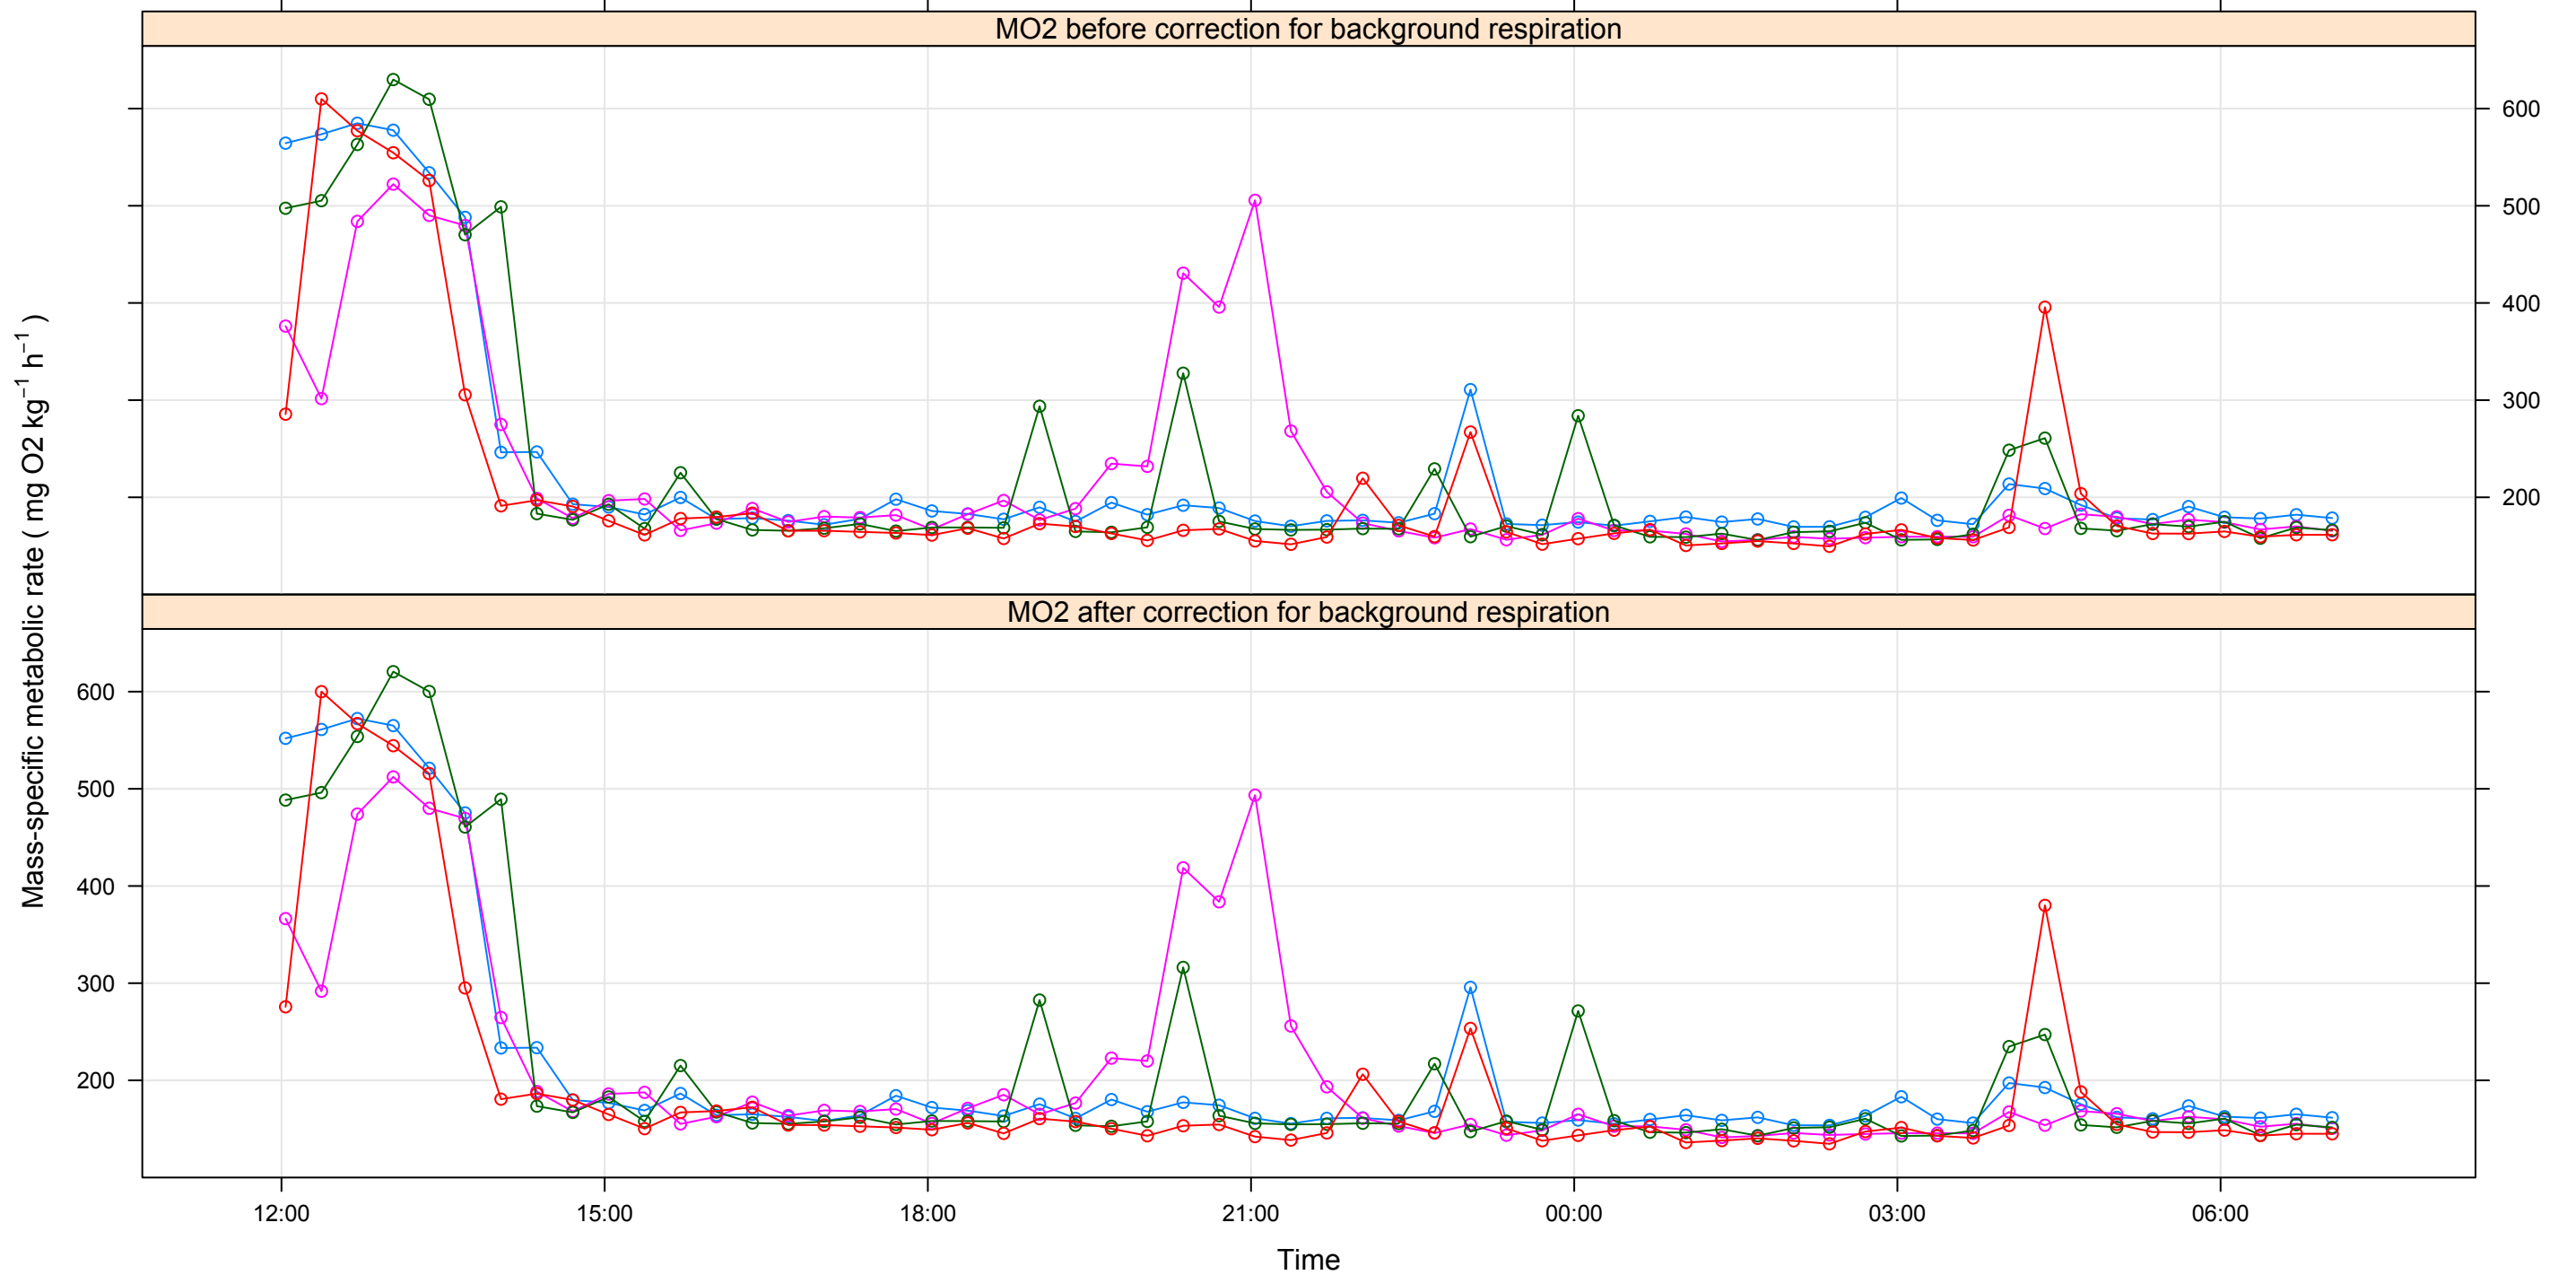 MO2 before correction for background respiration
600
500
400
300
200
Mass-specific metabolic rate ( mg O2 kg⁻¹ h⁻¹ )
MO2 after correction for background respiration
600
500
400
300
200
12:00 15:00 18:00 21:00 00:00 03:00 06:00
Time